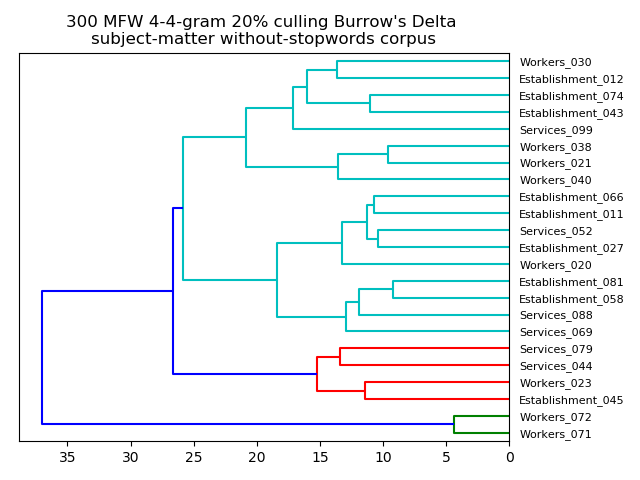 300 MFW 4-4-gram 20% culling Burrow's Delta
subject-matter without-stopwords corpus
Workers_030
Establishment_012
Establishment_074
Establishment_043
Services_099
Workers_038
Workers_021
Workers_040
Establishment_066
Establishment_011
Services_052
Establishment_027
Workers_020
Establishment_081
Establishment_058
Services_088
Services_069
Services_079
Services_044
Workers_023
Establishment_045
Workers_072
Workers_071
35 30 25 20 15 10 5 0